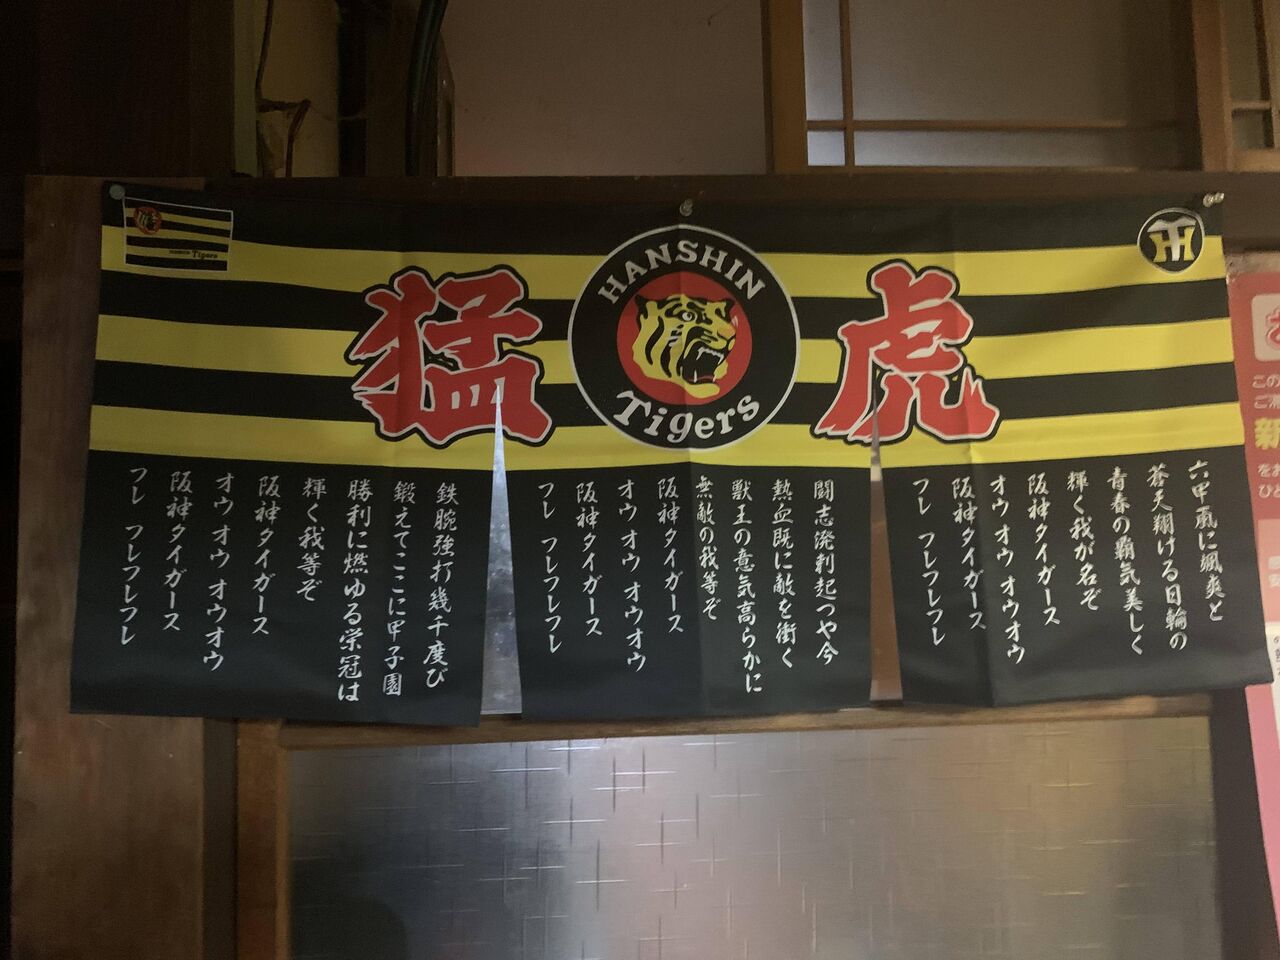 猛虎
HANSHIN
Tigers
HANSHIN Tigers
六甲颪に颯爽と
蒼天翔ける日輪の
青春の覇気美しく
輝く我が名ぞ
阪神タイガース
オウ オウ オウオウ
阪神タイガース
フレ フレフレフレ
闘志溌剌起つや今
熱血既に敵を衝く
獣王の意気高らかに
無敵の我等ぞ
阪神タイガース
オウ オウ オウオウ
阪神タイガース
フレ フレフレフレ
鉄腕強打幾千度び
鍛えてここに甲子園
勝利に燃ゆる栄冠は
輝く我等ぞ
阪神タイガース
オウ オウ オウオウ
阪神タイガース
フレ フレフレフレ
この
新
をお
ひと